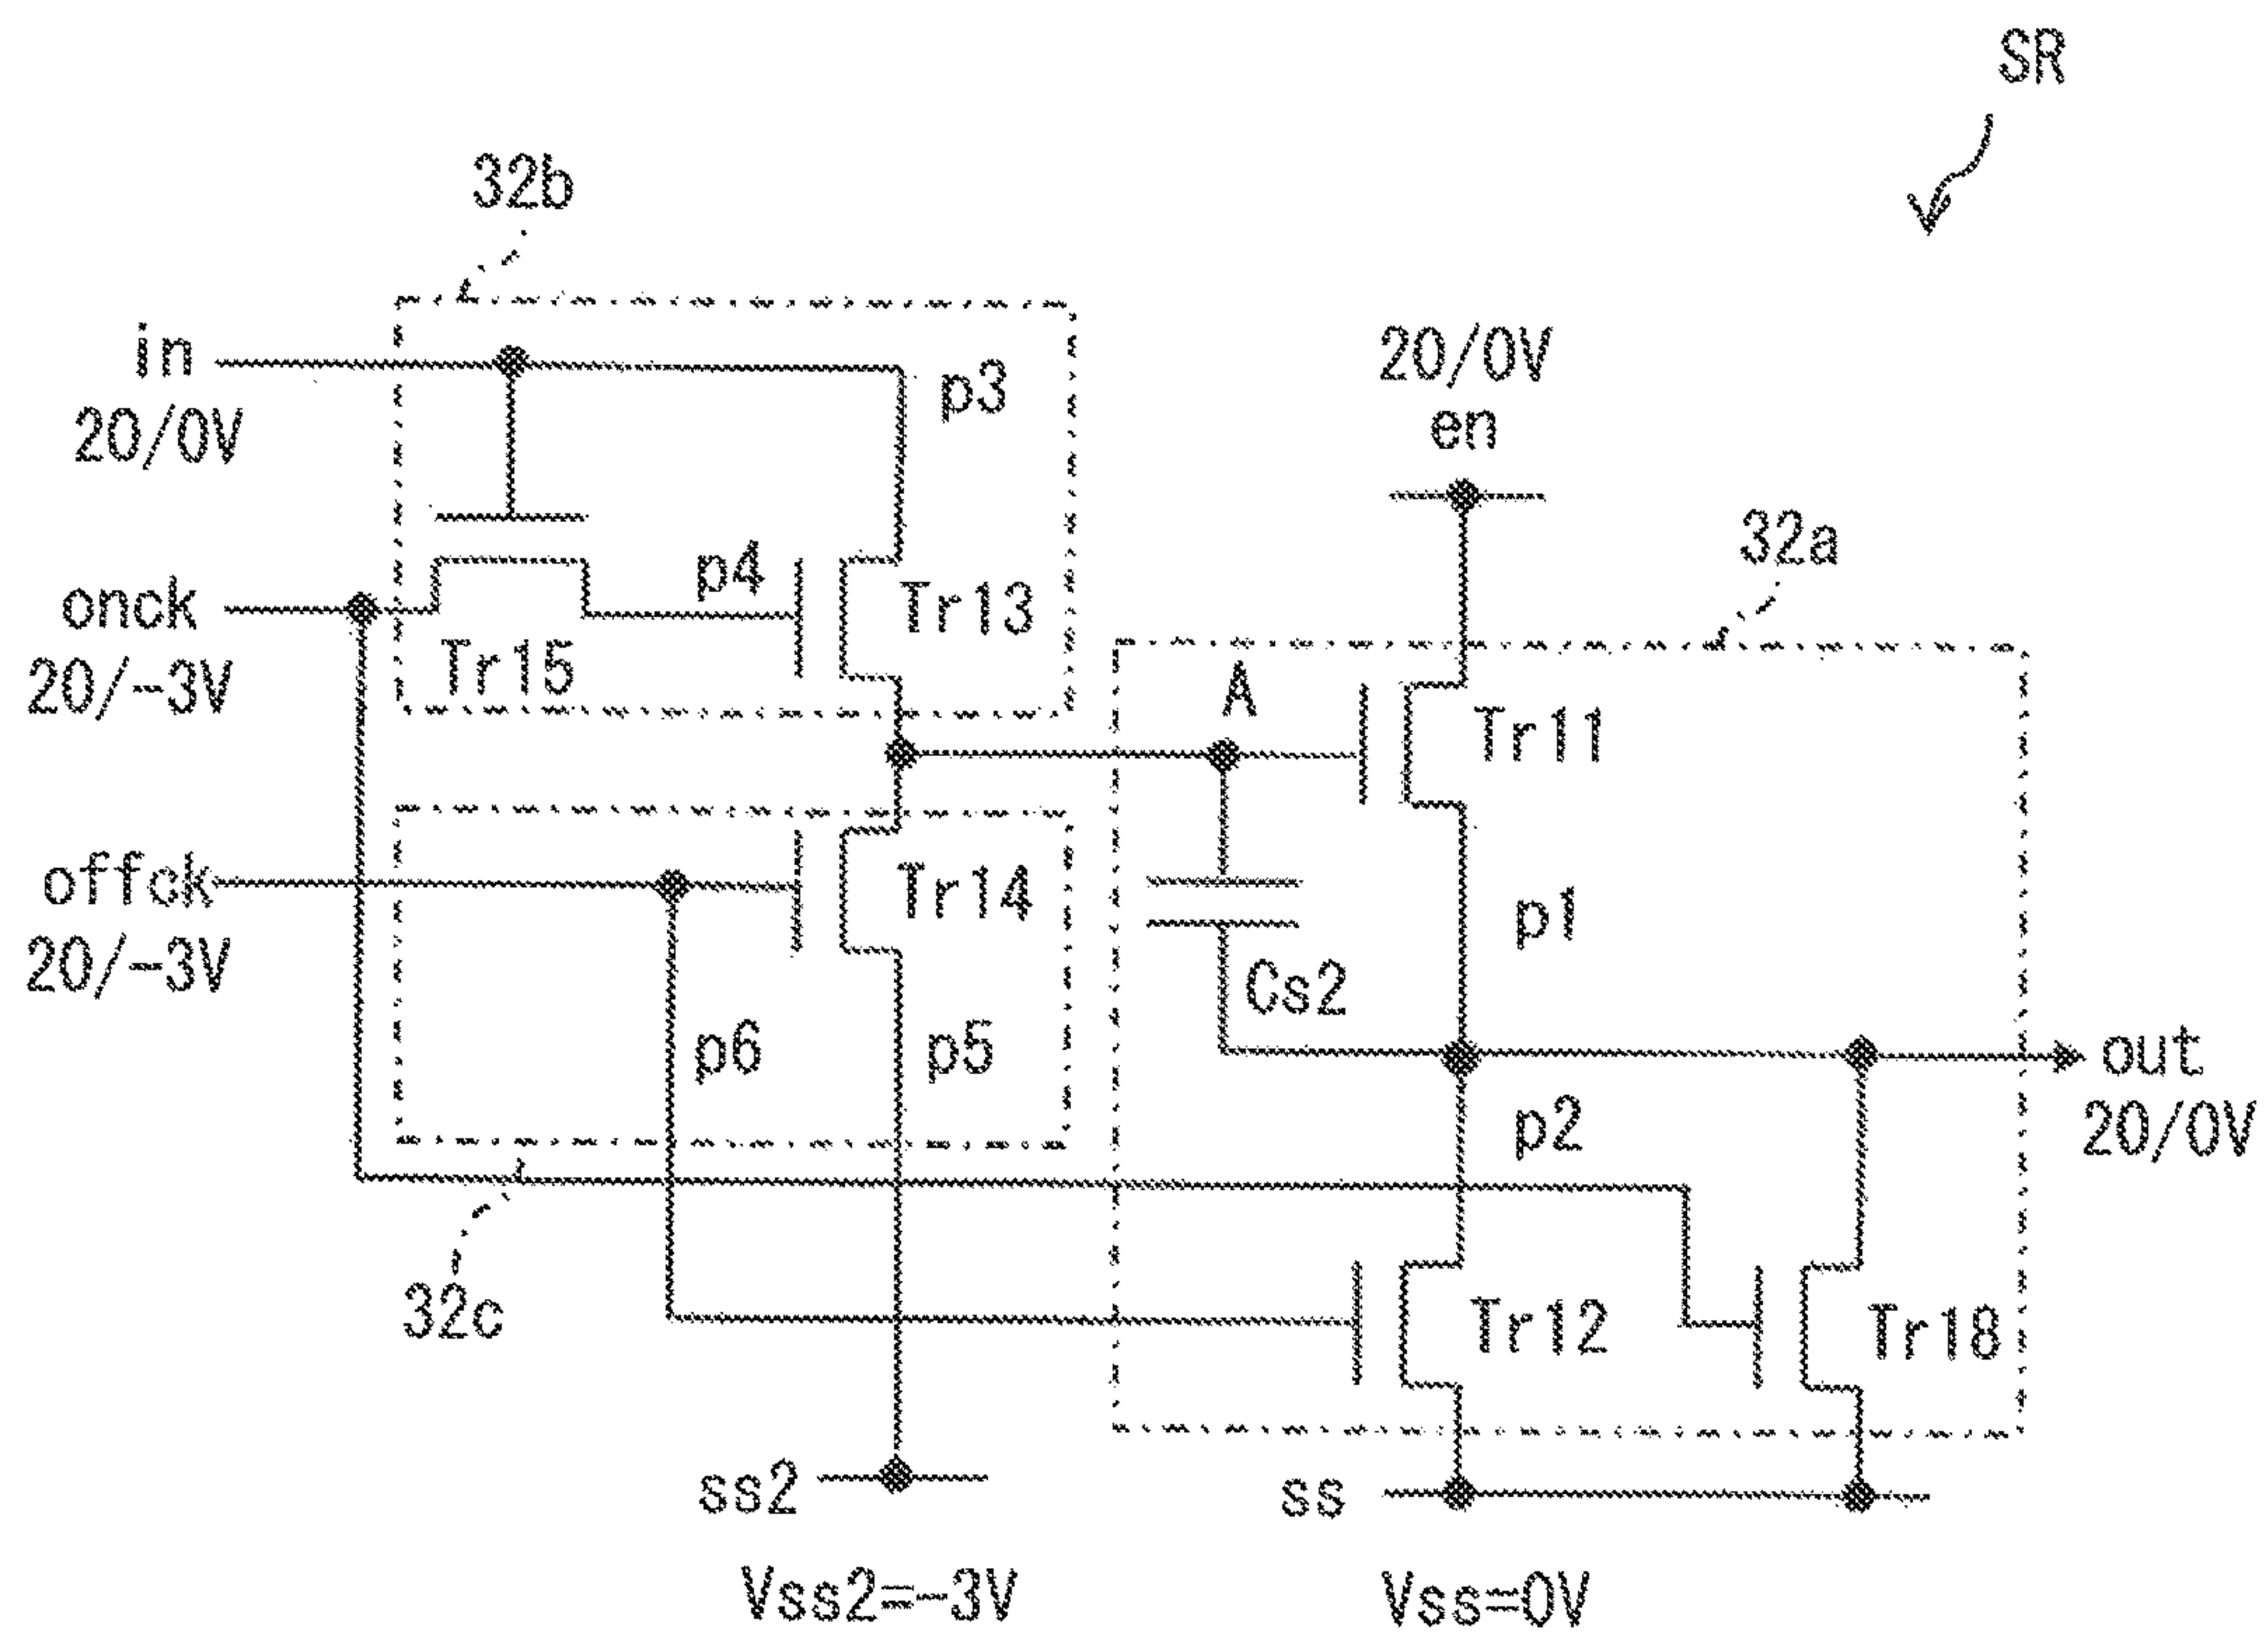 SR
32b
in
20/0V
p3
20/0V
en
32a
onck
20/-3V
p4
Tr15
Tr13
A
Tr11
offck
20/-3V
Tr14
p1
Cs2
p6
p5
out
20/0V
p2
32c
Tr12
Tr18
ss2
ss
Vss2=-3V
Vss=0V